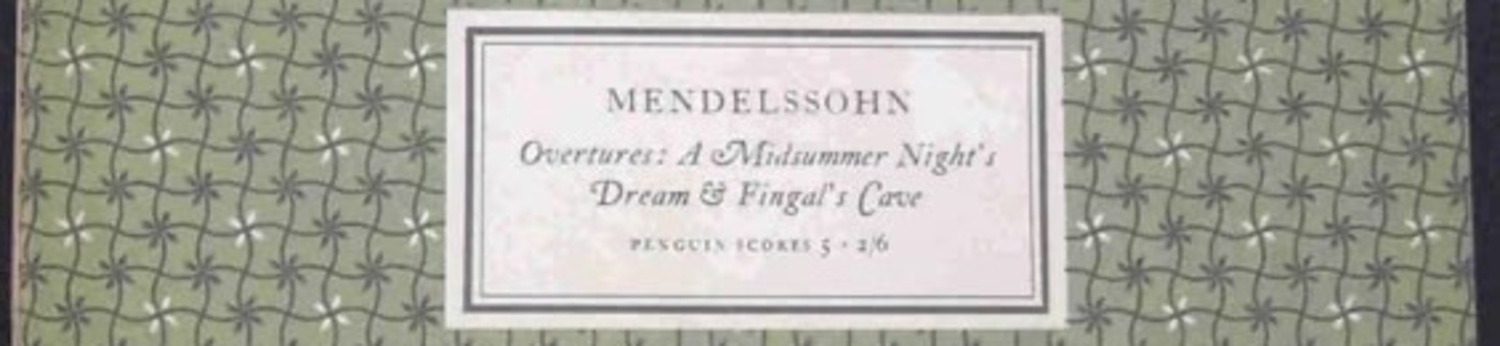 MENDELSSOHN
Overtures: A Midsummer Night's
Dream & Fingal's Cave
PENGUIN SCORES 5 · 2/6